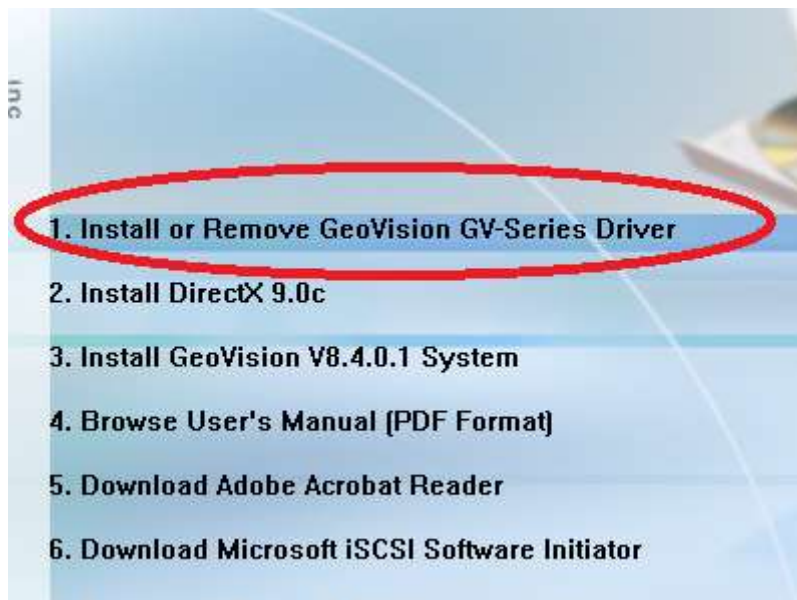 inc
1. Install or Remove GeoVision GV-Series Driver
2. Install DirectX 9.0c
3. Install GeoVision V8.4.0.1 System
4. Browse User's Manual (PDF Format)
5. Download Adobe Acrobat Reader
6. Download Microsoft iSCSI Software Initiator